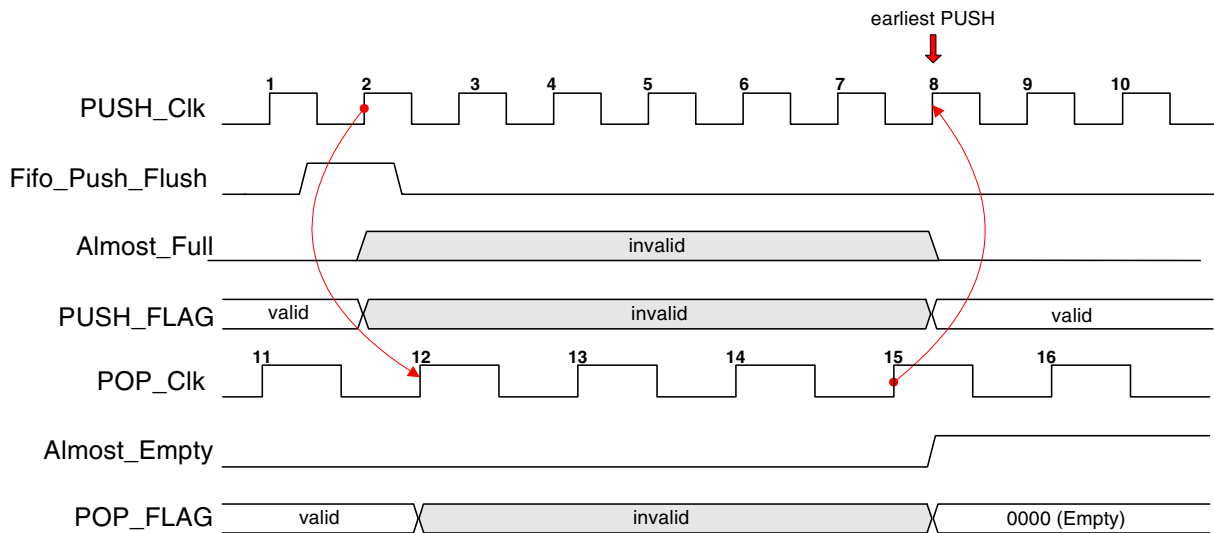 earliest PUSH
1 2 3 4 5 6 7 8 9 10
PUSH_Clk
Fifo_Push_Flush
Almost_Full
invalid
PUSH_FLAG
valid
invalid
valid
11 12 13 14 15 16
POP_Clk
Almost_Empty
POP_FLAG
valid
invalid
0000 (Empty)